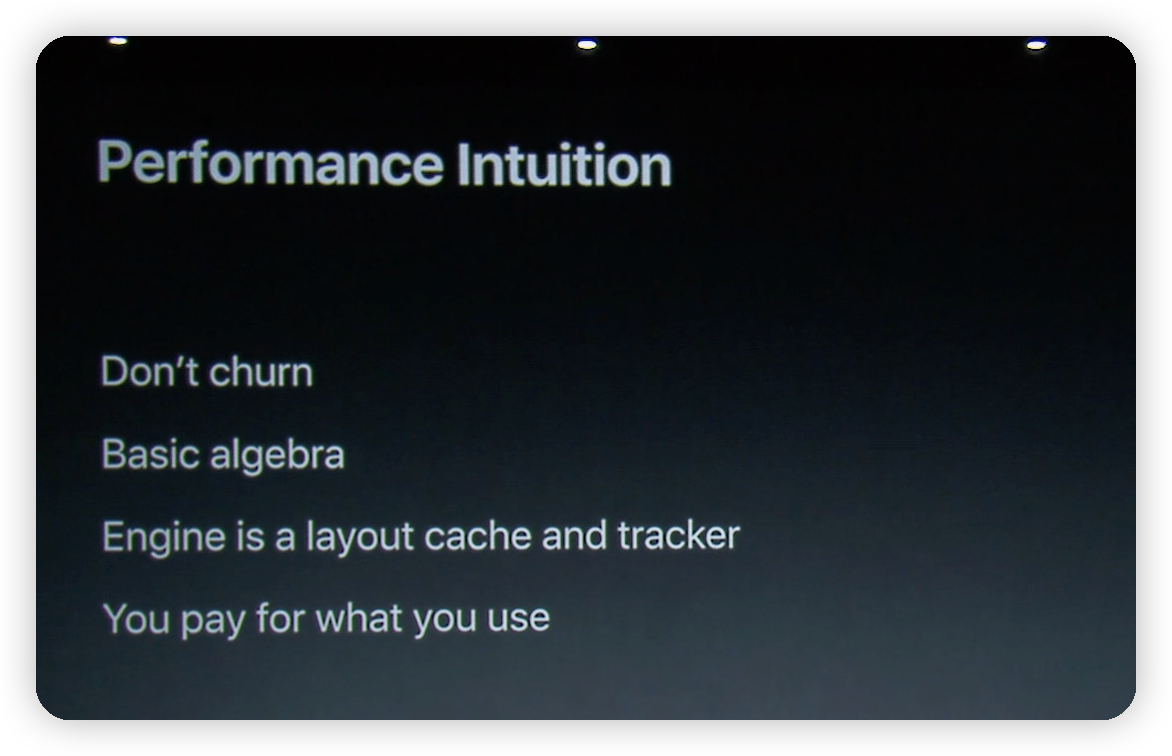 Performance Intuition
Don’t churn
Basic algebra
Engine is a layout cache and tracker
You pay for what you use